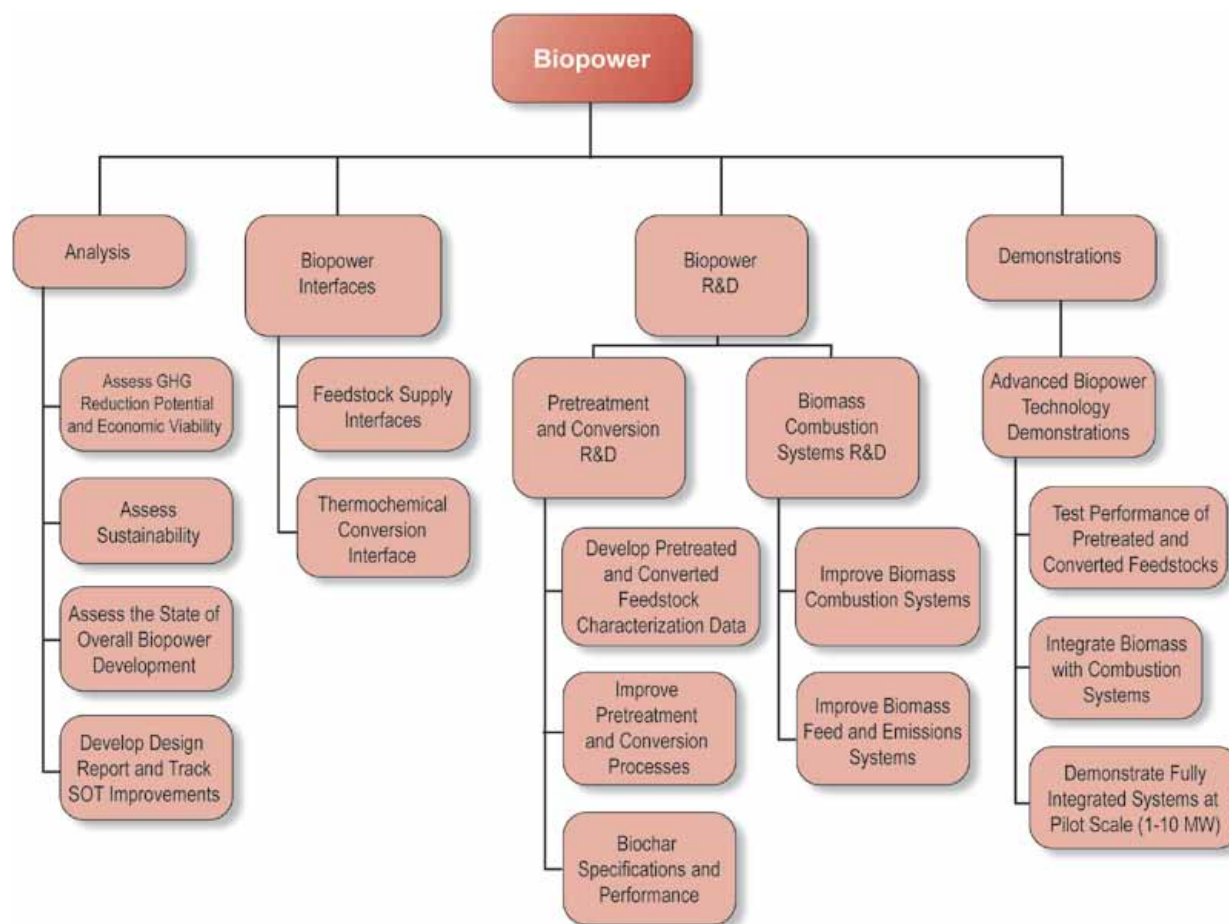 Biopower
Analysis
Biopower
Interfaces
Biopower
R&D
Demonstrations
Assess GHG
Reduction Potential
and Economic Viability
Assess
Sustainability
Assess the State of
Overall Biopower
Development
Develop Design
Report and Track
SOT Improvements
Feedstock Supply
Interfaces
Thermochemical
Conversion
Interface
Pretreatment
and Conversion
R&D
Develop Pretreated
and Converted
Feedstock
Characterization Data
Improve
Pretreatment
and Conversion
Processes
Biochar
Specifications and
Performance
Biomass
Combustion
Systems R&D
Improve Biomass
Combustion Systems
Improve Biomass
Feed and Emissions
Systems
Advanced Biopower
Technology
Demonstrations
Test Performance of
Pretreated and
Converted Feedstocks
Integrate Biomass
with Combustion
Systems
Demonstrate Fully
Integrated Systems at
Pilot Scale (1-10 MW)